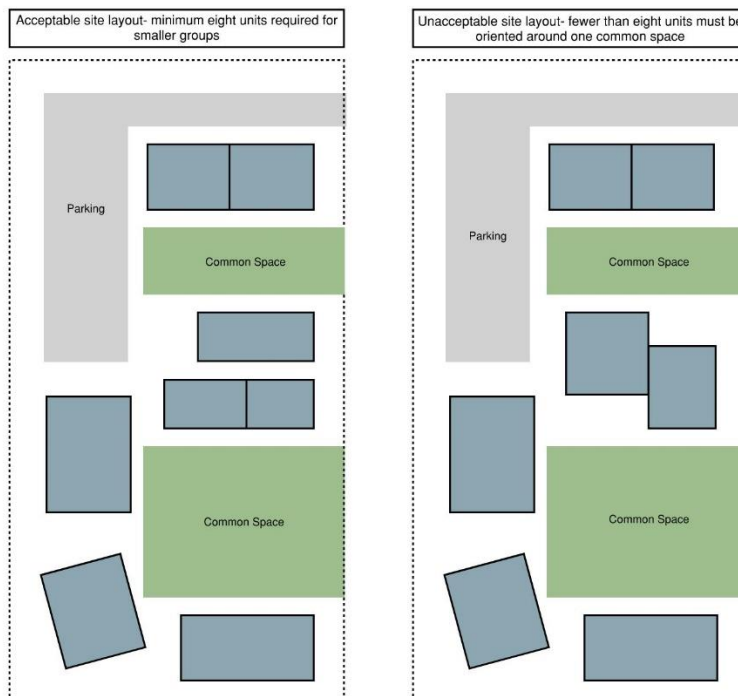 Acceptable site layout- minimum eight units required for
smaller groups
Unacceptable site layout- fewer than eight units must be
oriented around one common space
Parking
Common Space
Common Space
Parking
Common Space
Common Space